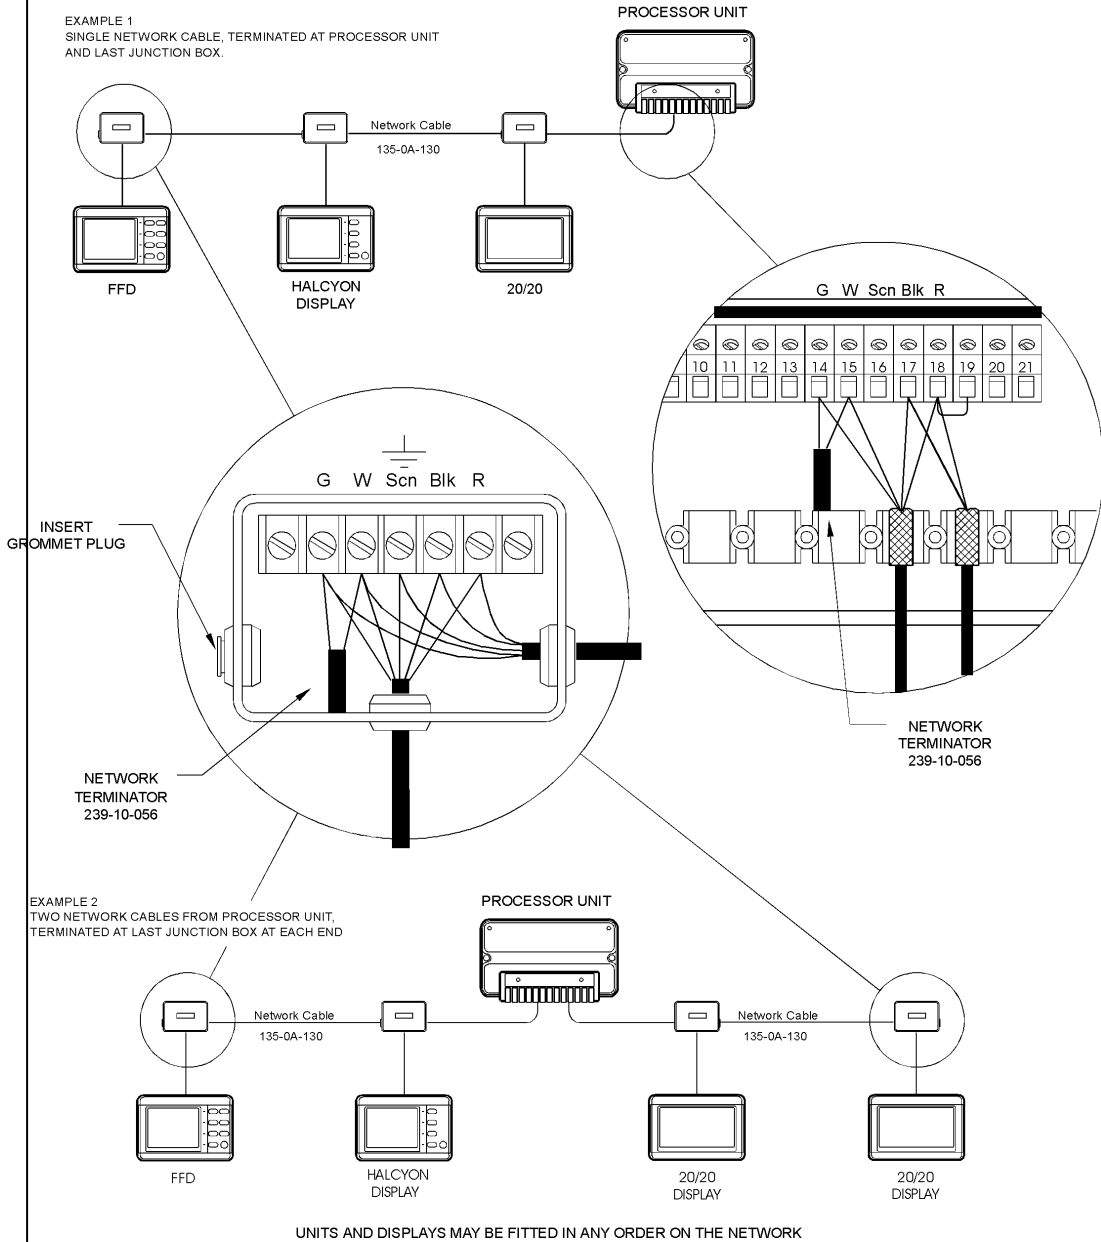 EXAMPLE 1
SINGLE NETWORK CABLE, TERMINATED AT PROCESSOR UNIT
AND LAST JUNCTION BOX.
PROCESSOR UNIT
Network Cable
135-0A-130
FFD
HALCYON
DISPLAY
20/20
G W Scn Blk R
10 11 12 13 14 15 16 17 18 19 20 21
G W Scn Blk R
INSERT
GROMMET PLUG
NETWORK
TERMINATOR
239-10-056
NETWORK
TERMINATOR
239-10-056
EXAMPLE 2
TWO NETWORK CABLES FROM PROCESSOR UNIT,
TERMINATED AT LAST JUNCTION BOX AT EACH END
PROCESSOR UNIT
Network Cable
135-0A-130
Network Cable
135-0A-130
FFD
HALCYON
DISPLAY
20/20
DISPLAY
20/20
DISPLAY
UNITS AND DISPLAYS MAY BE FITTED IN ANY ORDER ON THE NETWORK